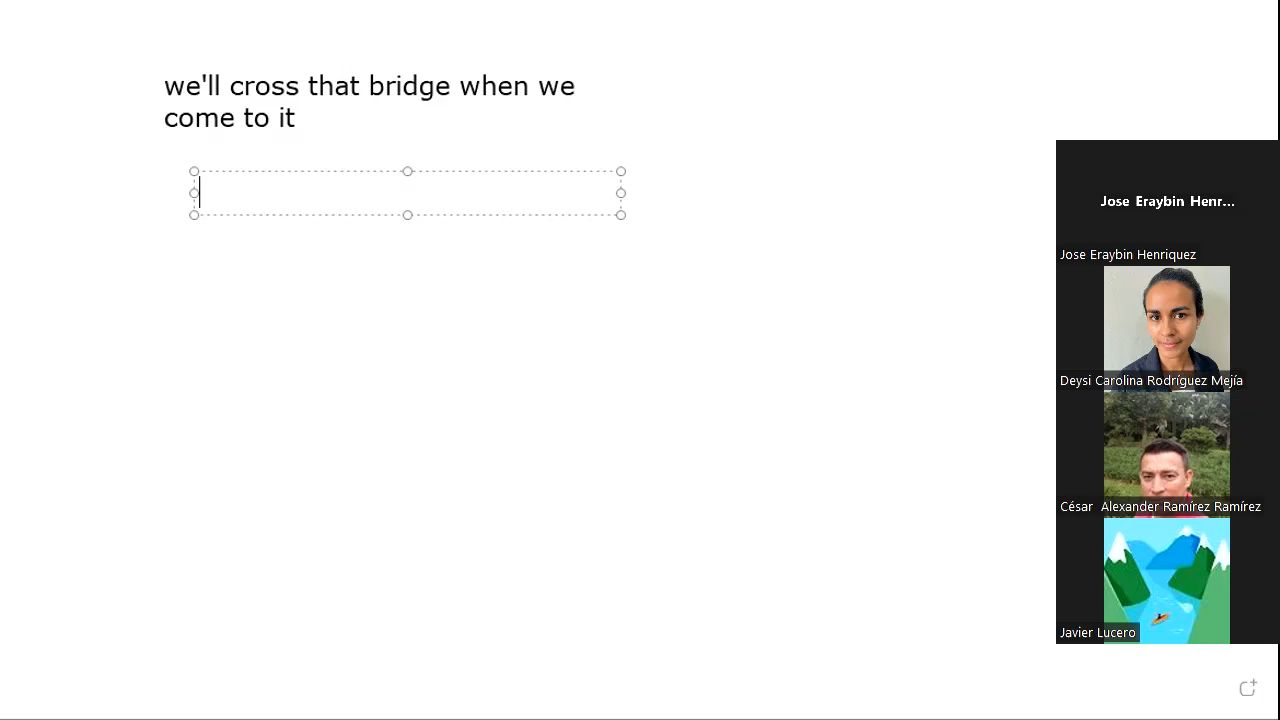 we'll cross that bridge when we
come to it
Jose Eraybin Henr...
Jose Eraybin Henriquez
Deysi Carolina Rodríguez Mejía
César  Alexander Ramírez Ramírez
Javier Lucero